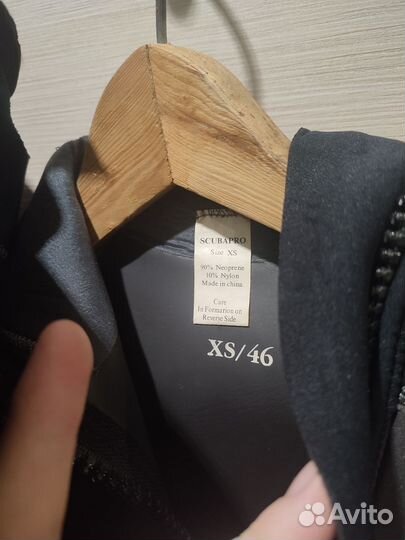 SCUBAPRO
Size XS
90% Neoprene
10% Nylon
Made in china
Care
In Formation on
Reverse Side
XS/46
Avito